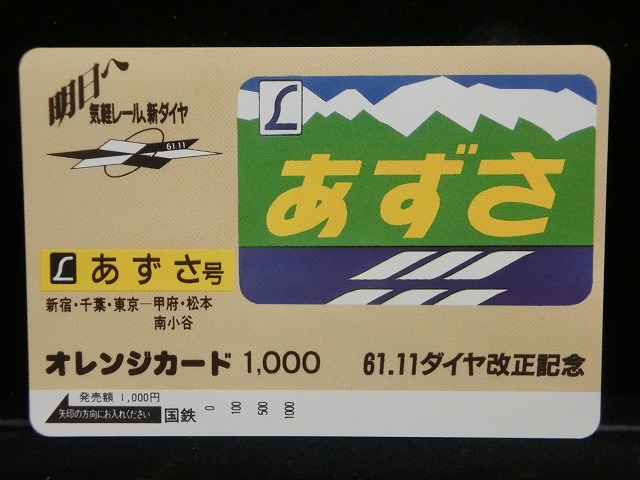 明日へ
気軽レール、新ダイヤ
61.11
L
あずさ
L あずさ号
新宿・千葉・東京―甲府・松本
南小谷
オレンジカード 1,000
61.11ダイヤ改正記念
発売額 1,000円
矢印の方向にお入れください
国鉄
0 100 500 1000